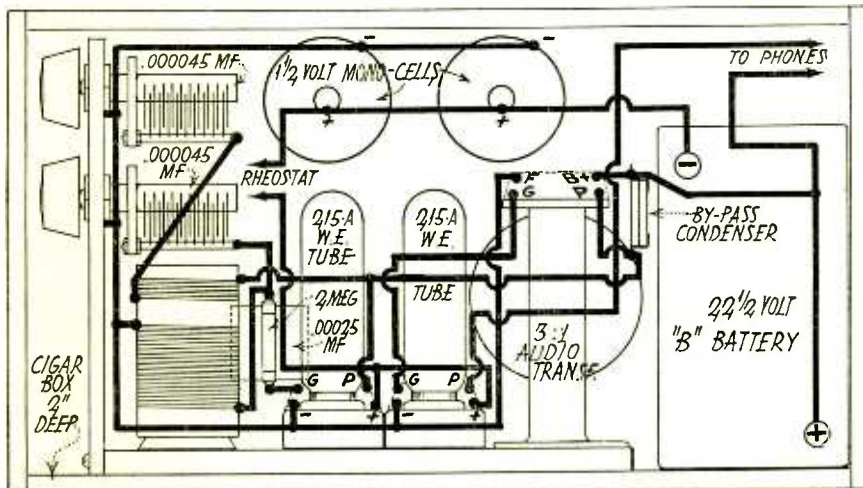 .000045 MF
1½ VOLT MONO-CELLS
TO PHONES
.000045
MF
RHEOSTAT
215-A
W.E.
TUBE
215-A
W.E.
TUBE
2 MEG
.00025
MF
G P
G P
F B+
G P
3:1
AUDIO
TRANSF.
BY-PASS
CONDENSER
22½ VOLT
"B" BATTERY
CIGAR
BOX
2"
DEEP
- -
+ +
-
- + - +
+